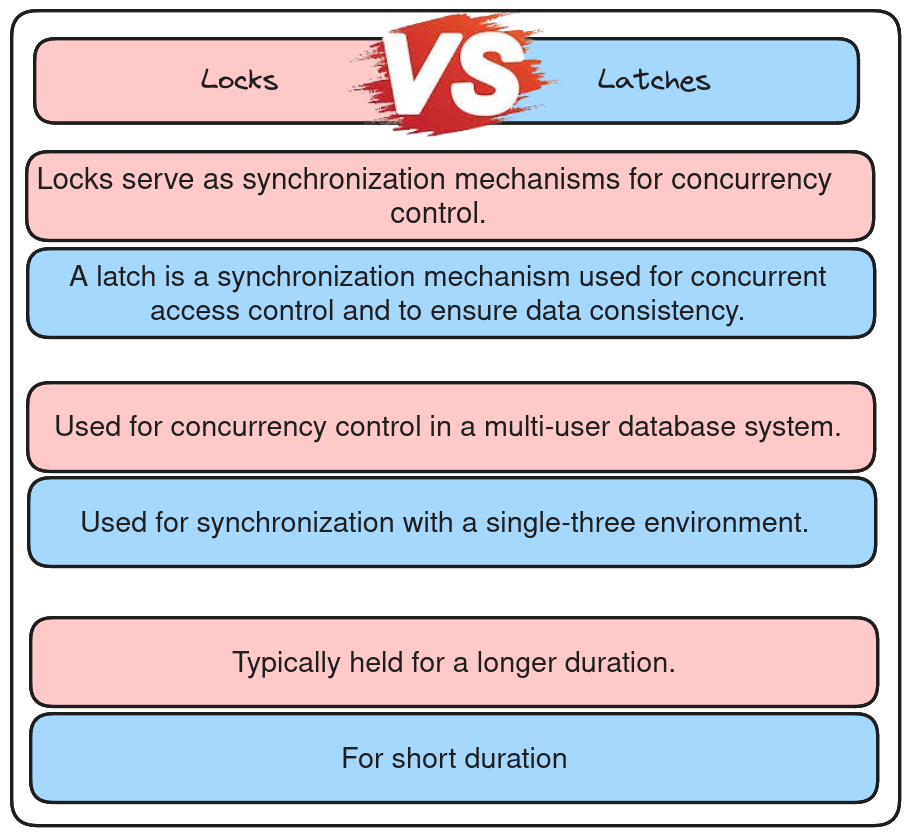 Locks
VS
Latches
Locks serve as synchronization mechanisms for concurrency
control.
A latch is a synchronization mechanism used for concurrent
access control and to ensure data consistency.
Used for concurrency control in a multi-user database system.
Used for synchronization with a single-three environment.
Typically held for a longer duration.
For short duration